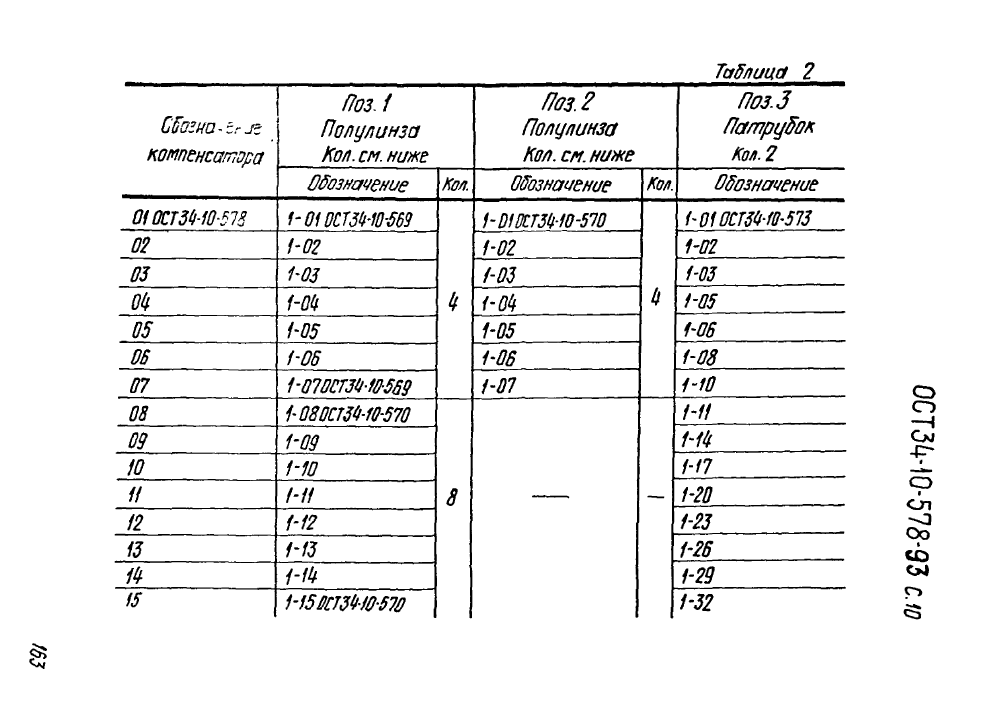 Таблица 2
Обозначение компенсатора
Поз. 1
Полулинза
Кол. см. ниже
Поз. 2
Полулинза
Кол. см. ниже
Поз. 3
Патрубок
Кол. 2
Обозначение Кол. Обозначение Кол. Обозначение
01 ОСТ34-10-578 1-01 ОСТ34-10-569 1-01 ОСТ34-10-570 1-01 ОСТ34-10-573
02 1-02 1-02 1-02
03 1-03 1-03 1-03
04 1-04 4 1-04 4 1-05
05 1-05 1-05 1-06
06 1-06 1-06 1-08
07 1-07 ОСТ34-10-569 1-07 1-10
08 1-08 ОСТ34-10-570 1-11
09 1-09 1-14
10 1-10 1-17
11 1-11 8 — — 1-20
12 1-12 1-23
13 1-13 1-26
14 1-14 1-29
15 1-15 ОСТ34-10-570 1-32
ОСТ34-10-578-93 с.10
163